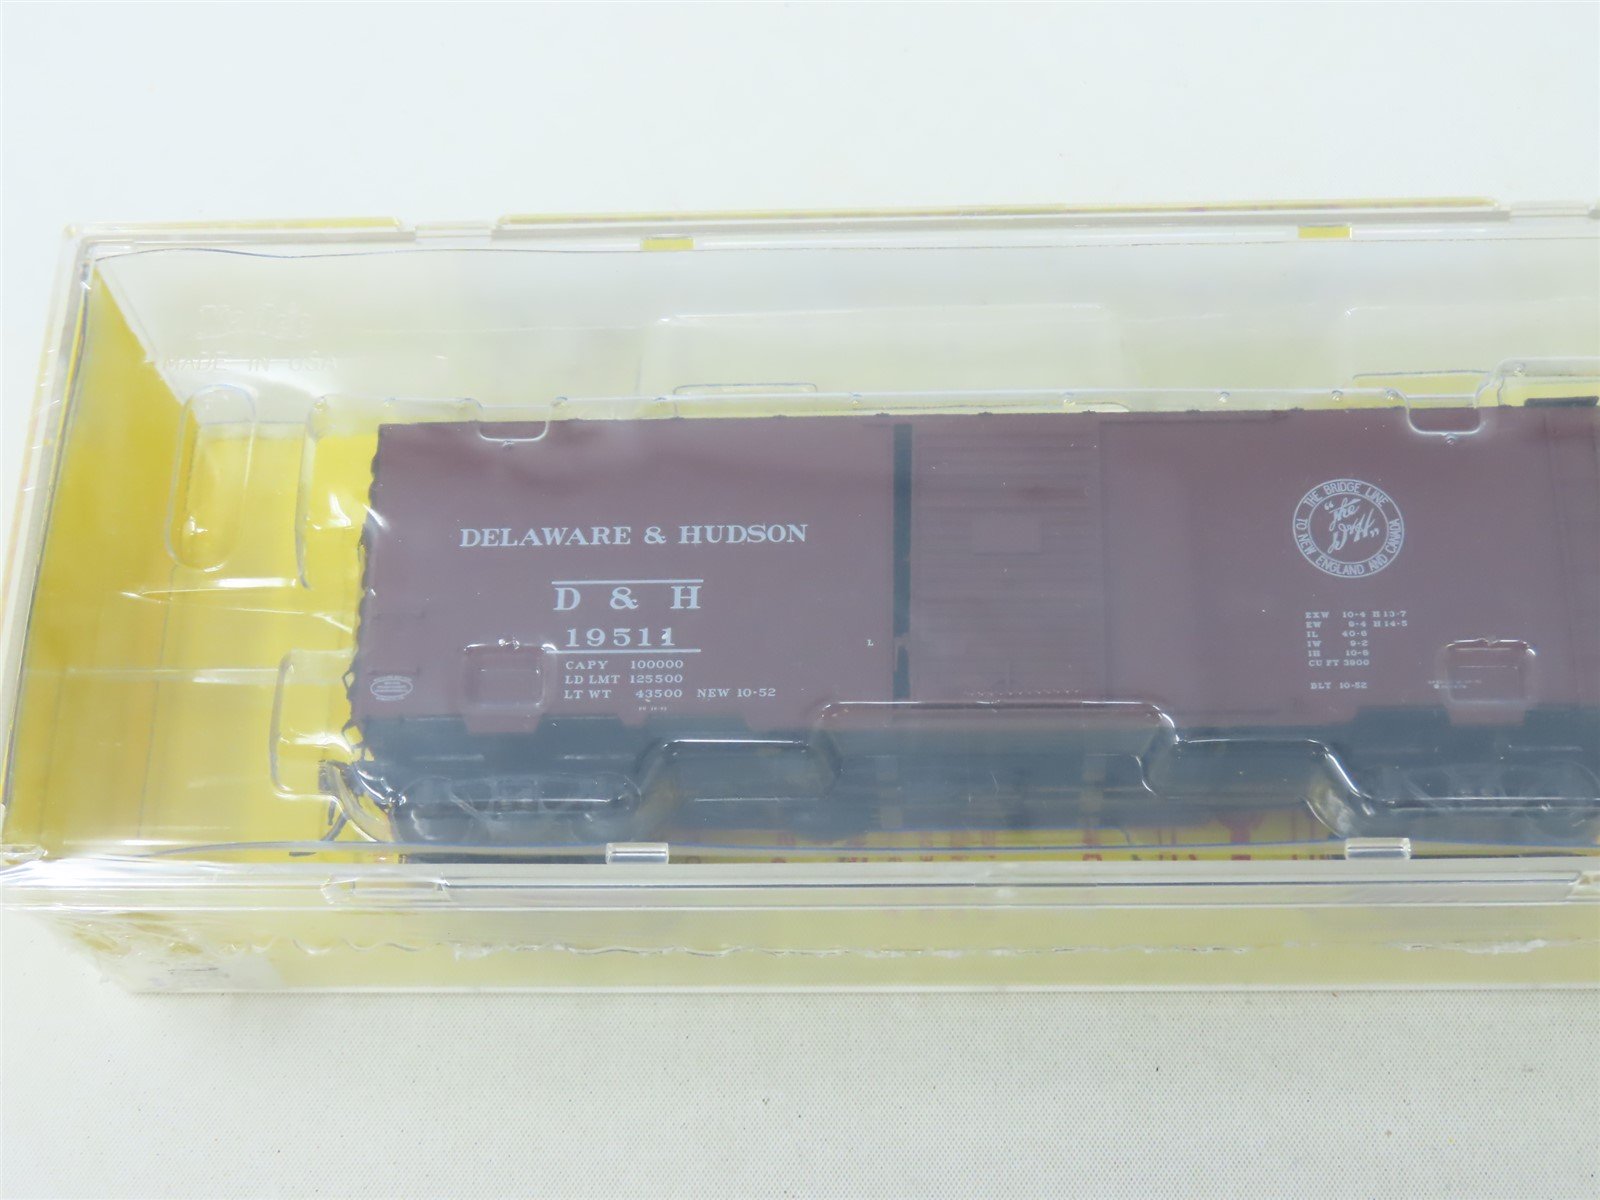 MADE IN USA
DELAWARE & HUDSON
D & H
19511
CAPY 100000
LD LMT 125500
LT WT 43500 NEW 10-52
L
THE BRIDGE LINE
"The D&H"
TO NEW ENGLAND AND CANADA
EXW 10-4 H 13-7
EW 9-4 H 14-5
IL 40-6
IW 9-2
IH 10-6
CU FT 3900
BLT 10-52